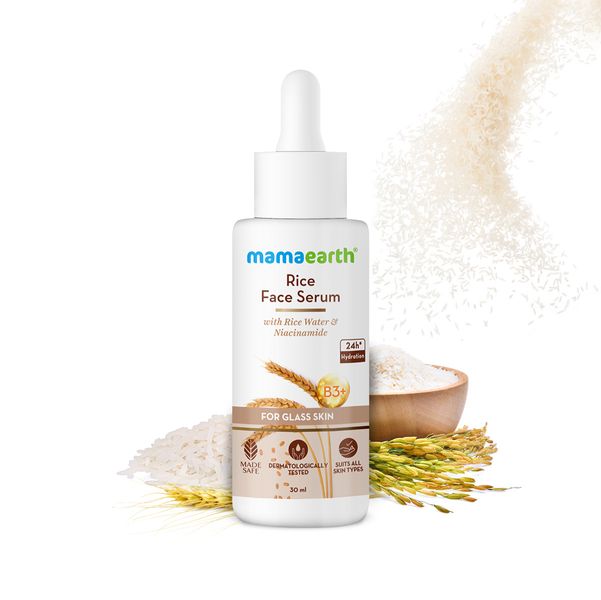 mamaearth®
Rice
Face Serum
with Rice Water &
Niacinamide
24h*
Hydration
B3+
FOR GLASS SKIN
MADE
SAFE
DERMATOLOGICALLY
TESTED
SUITS ALL
SKIN TYPES
30 ml